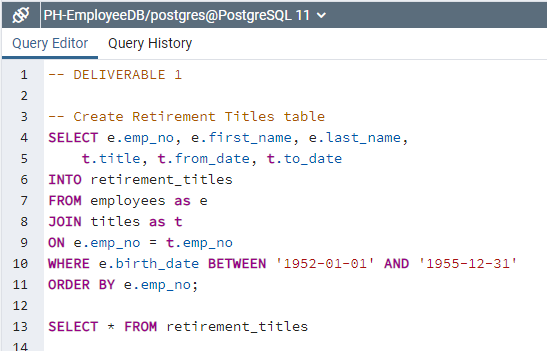 PH-EmployeeDB/postgres@PostgreSQL 11
Query Editor Query History
1 -- DELIVERABLE 1
2
3 -- Create Retirement Titles table
4 SELECT e.emp_no, e.first_name, e.last_name,
5 t.title, t.from_date, t.to_date
6 INTO retirement_titles
7 FROM employees as e
8 JOIN titles as t
9 ON e.emp_no = t.emp_no
10 WHERE e.birth_date BETWEEN '1952-01-01' AND '1955-12-31'
11 ORDER BY e.emp_no;
12
13 SELECT * FROM retirement_titles
14